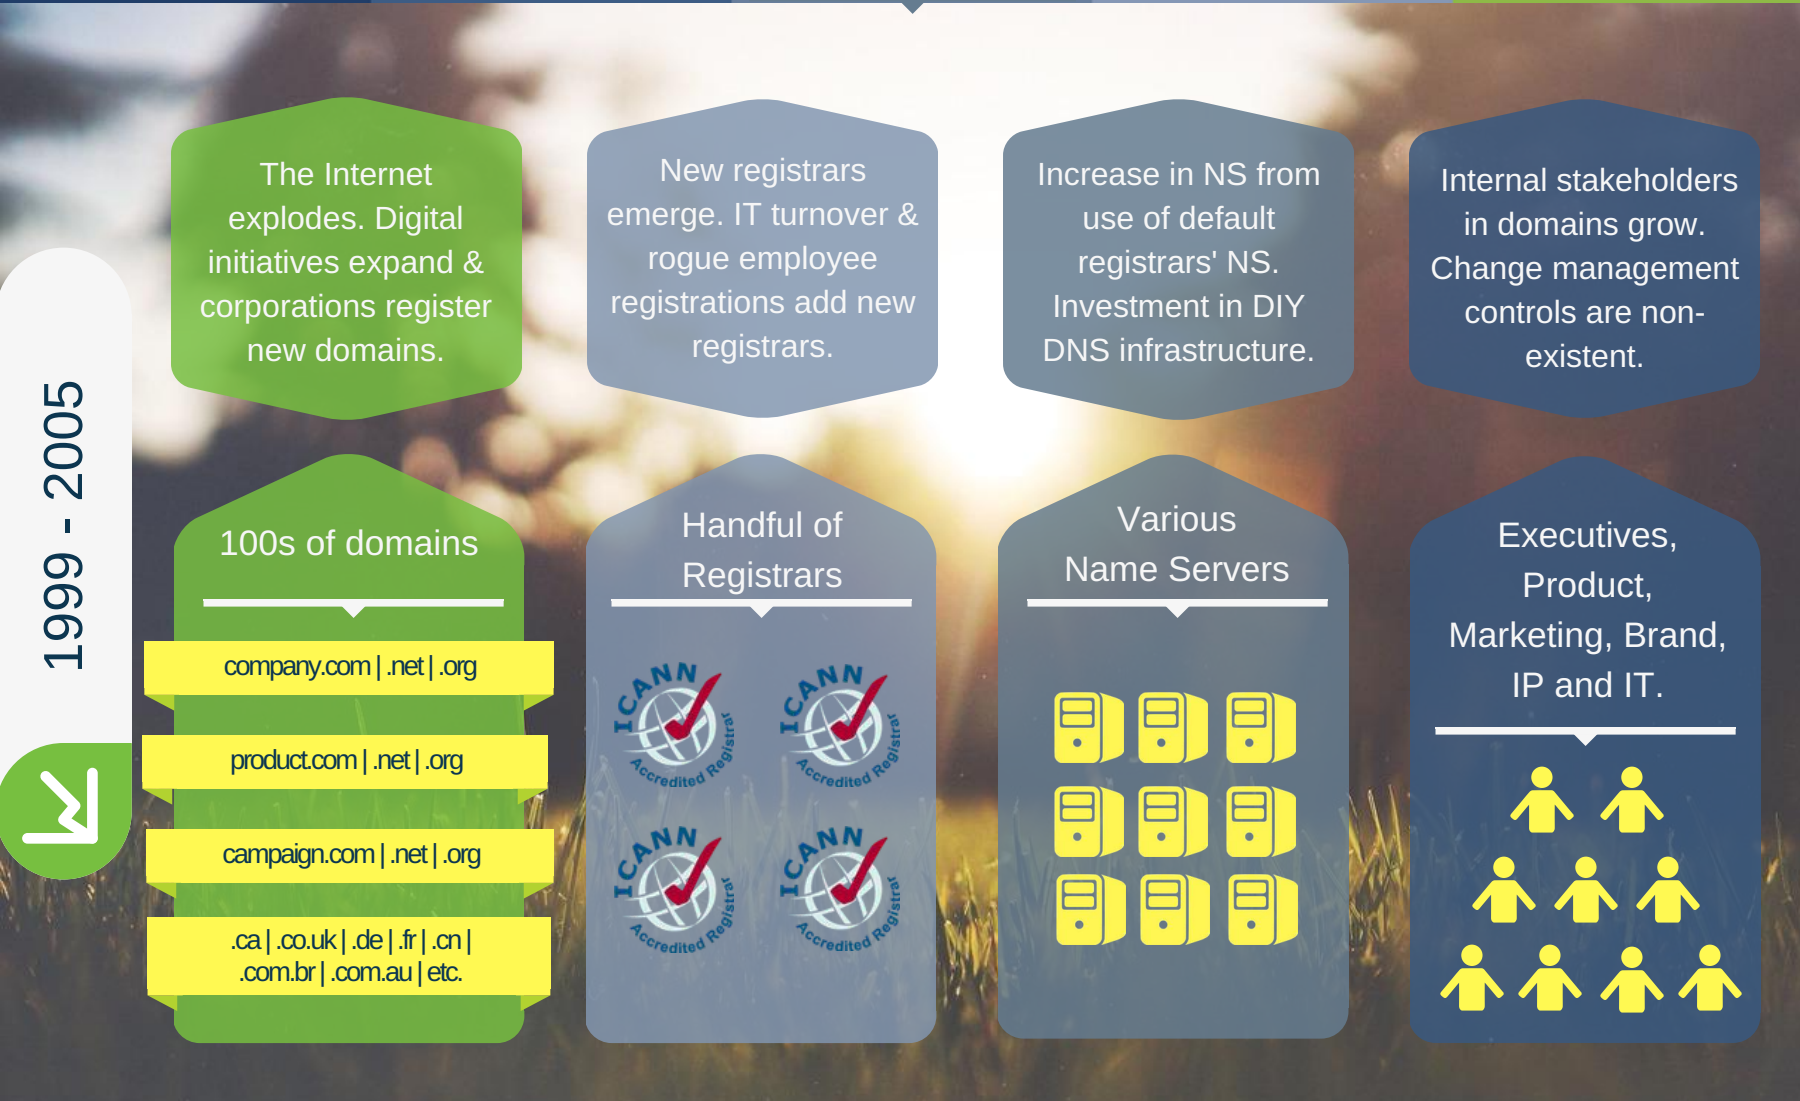 The Internet
explodes. Digital
initiatives expand &
corporations register
new domains.
New registrars
emerge. IT turnover &
rogue employee
registrations add new
registrars.
Increase in NS from
use of default
registrars' NS.
Investment in DIY
DNS infrastructure.
Internal stakeholders
in domains grow.
Change management
controls are non-
existent.
1999 - 2005
100s of domains
company.com | .net | .org
product.com | .net | .org
campaign.com | .net | .org
.ca | .co.uk | .de | .fr | .cn |
.com.br | .com.au | etc.
Handful of
Registrars
ICANN
Accredited Registrar
ICANN
Accredited Registrar
ICANN
Accredited Registrar
ICANN
Accredited Registrar
Various
Name Servers
Executives,
Product,
Marketing, Brand,
IP and IT.